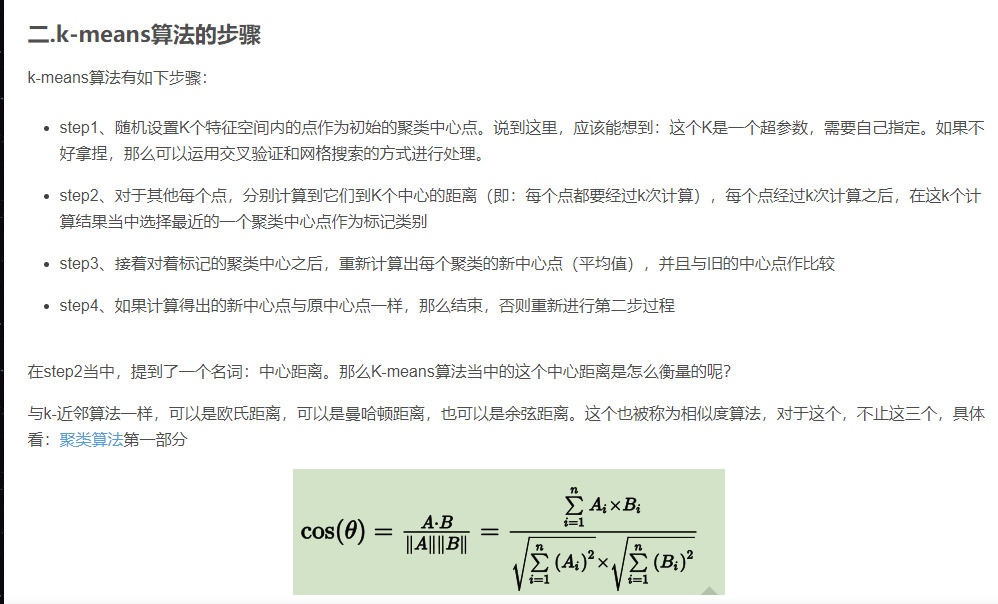 二.k-means算法的步骤
k-means算法有如下步骤：
step1、随机设置K个特征空间内的点作为初始的聚类中心点。说到这里，应该能想到：这个K是一个超参数，需要自己指定。如果不
好拿捏，那么可以运用交叉验证和网格搜索的方式进行处理。
step2、对于其他每个点，分别计算到它们到K个中心的距离（即：每个点都要经过k次计算），每个点经过k次计算之后，在这k个计
算结果当中选择最近的一个聚类中心点作为标记类别
step3、接着对着标记的聚类中心之后，重新计算出每个聚类的新中心点（平均值），并且与旧的中心点作比较
step4、如果计算得出的新中心点与原中心点一样，那么结束，否则重新进行第二步过程
在step2当中，提到了一个名词：中心距离。那么K-means算法当中的这个中心距离是怎么衡量的呢？
与k-近邻算法一样，可以是欧氏距离，可以是曼哈顿距离，也可以是余弦距离。这个也被称为相似度算法，对于这个，不止这三个，具体
看：聚类算法第一部分
cos(θ) = A·B / ‖A‖‖B‖ = ∑_{i=1}^{n} A_i×B_i / √(∑_{i=1}^{n} (A_i)²) × √(∑_{i=1}^{n} (B_i)²)